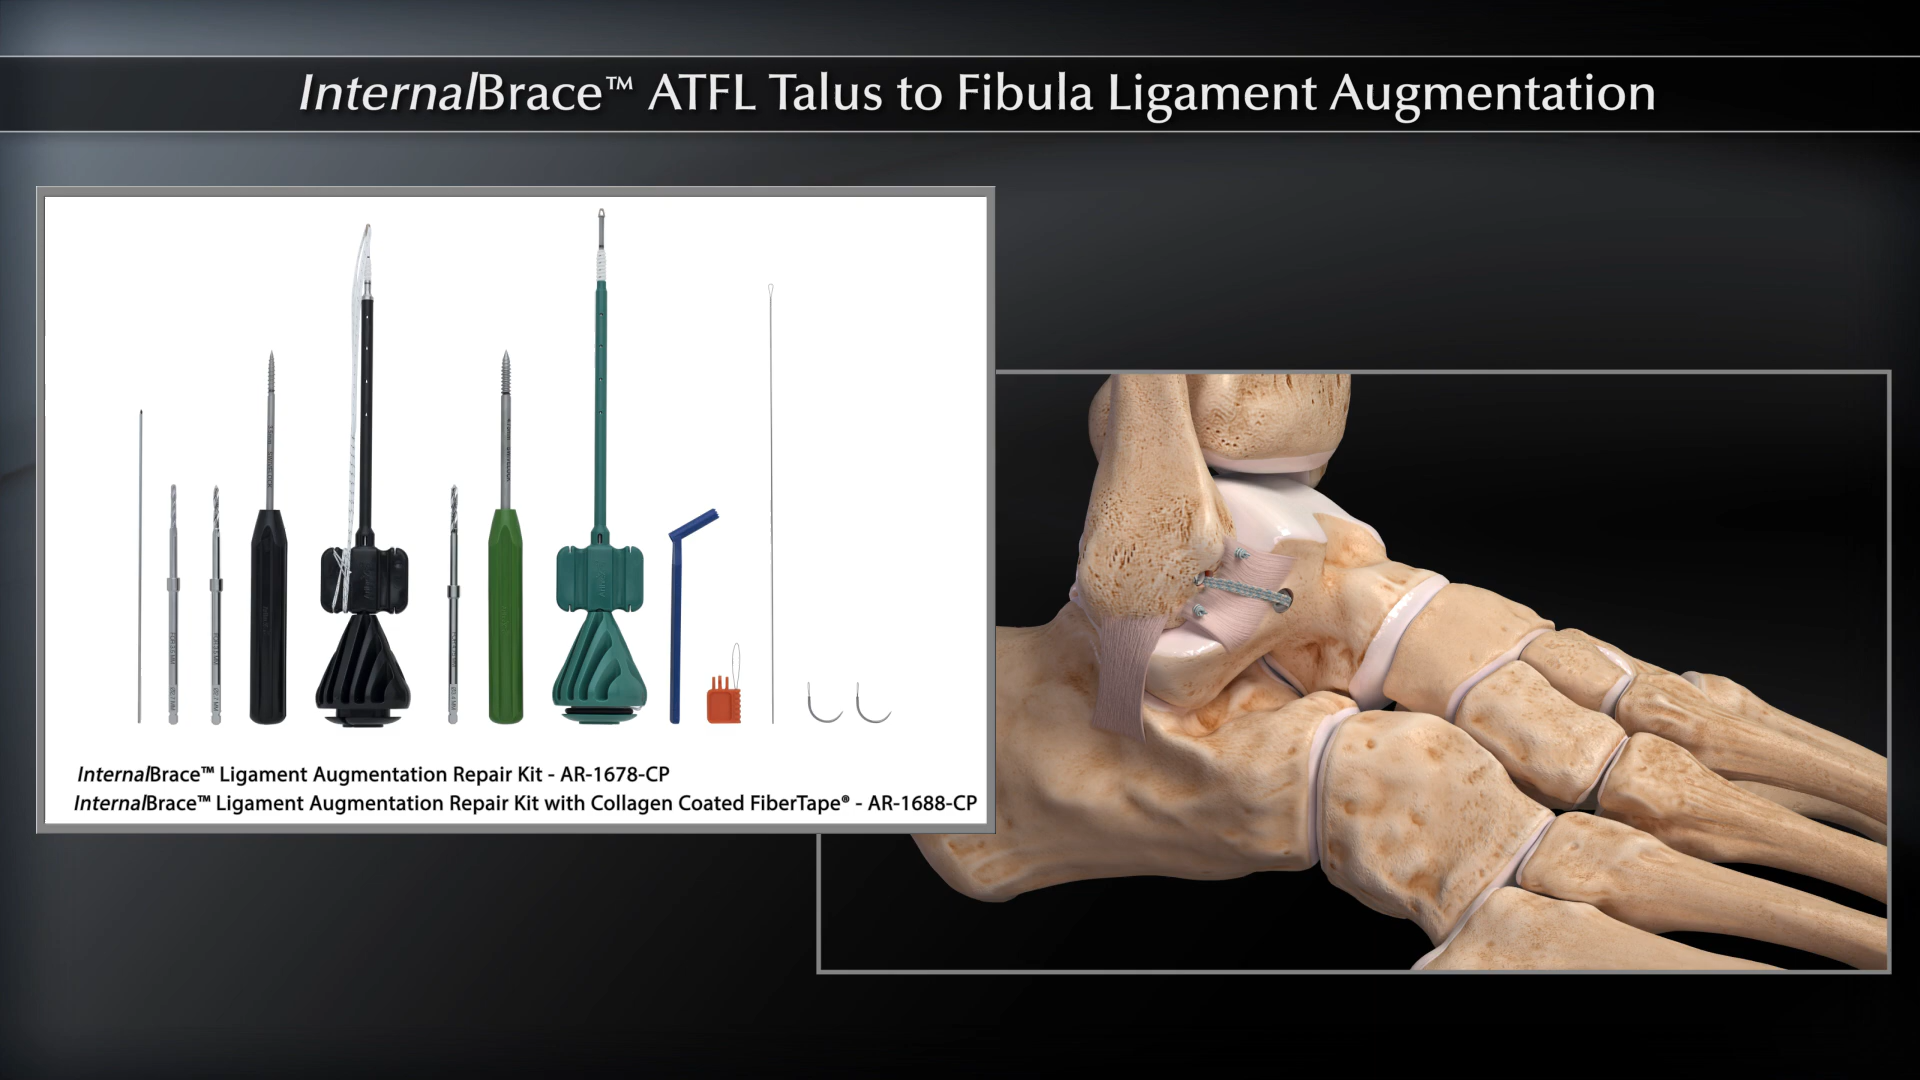 InternalBrace™ ATFL Talus to Fibula Ligament Augmentation
InternalBrace™ Ligament Augmentation Repair Kit - AR-1678-CP
InternalBrace™ Ligament Augmentation Repair Kit with Collagen Coated FiberTape® - AR-1688-CP